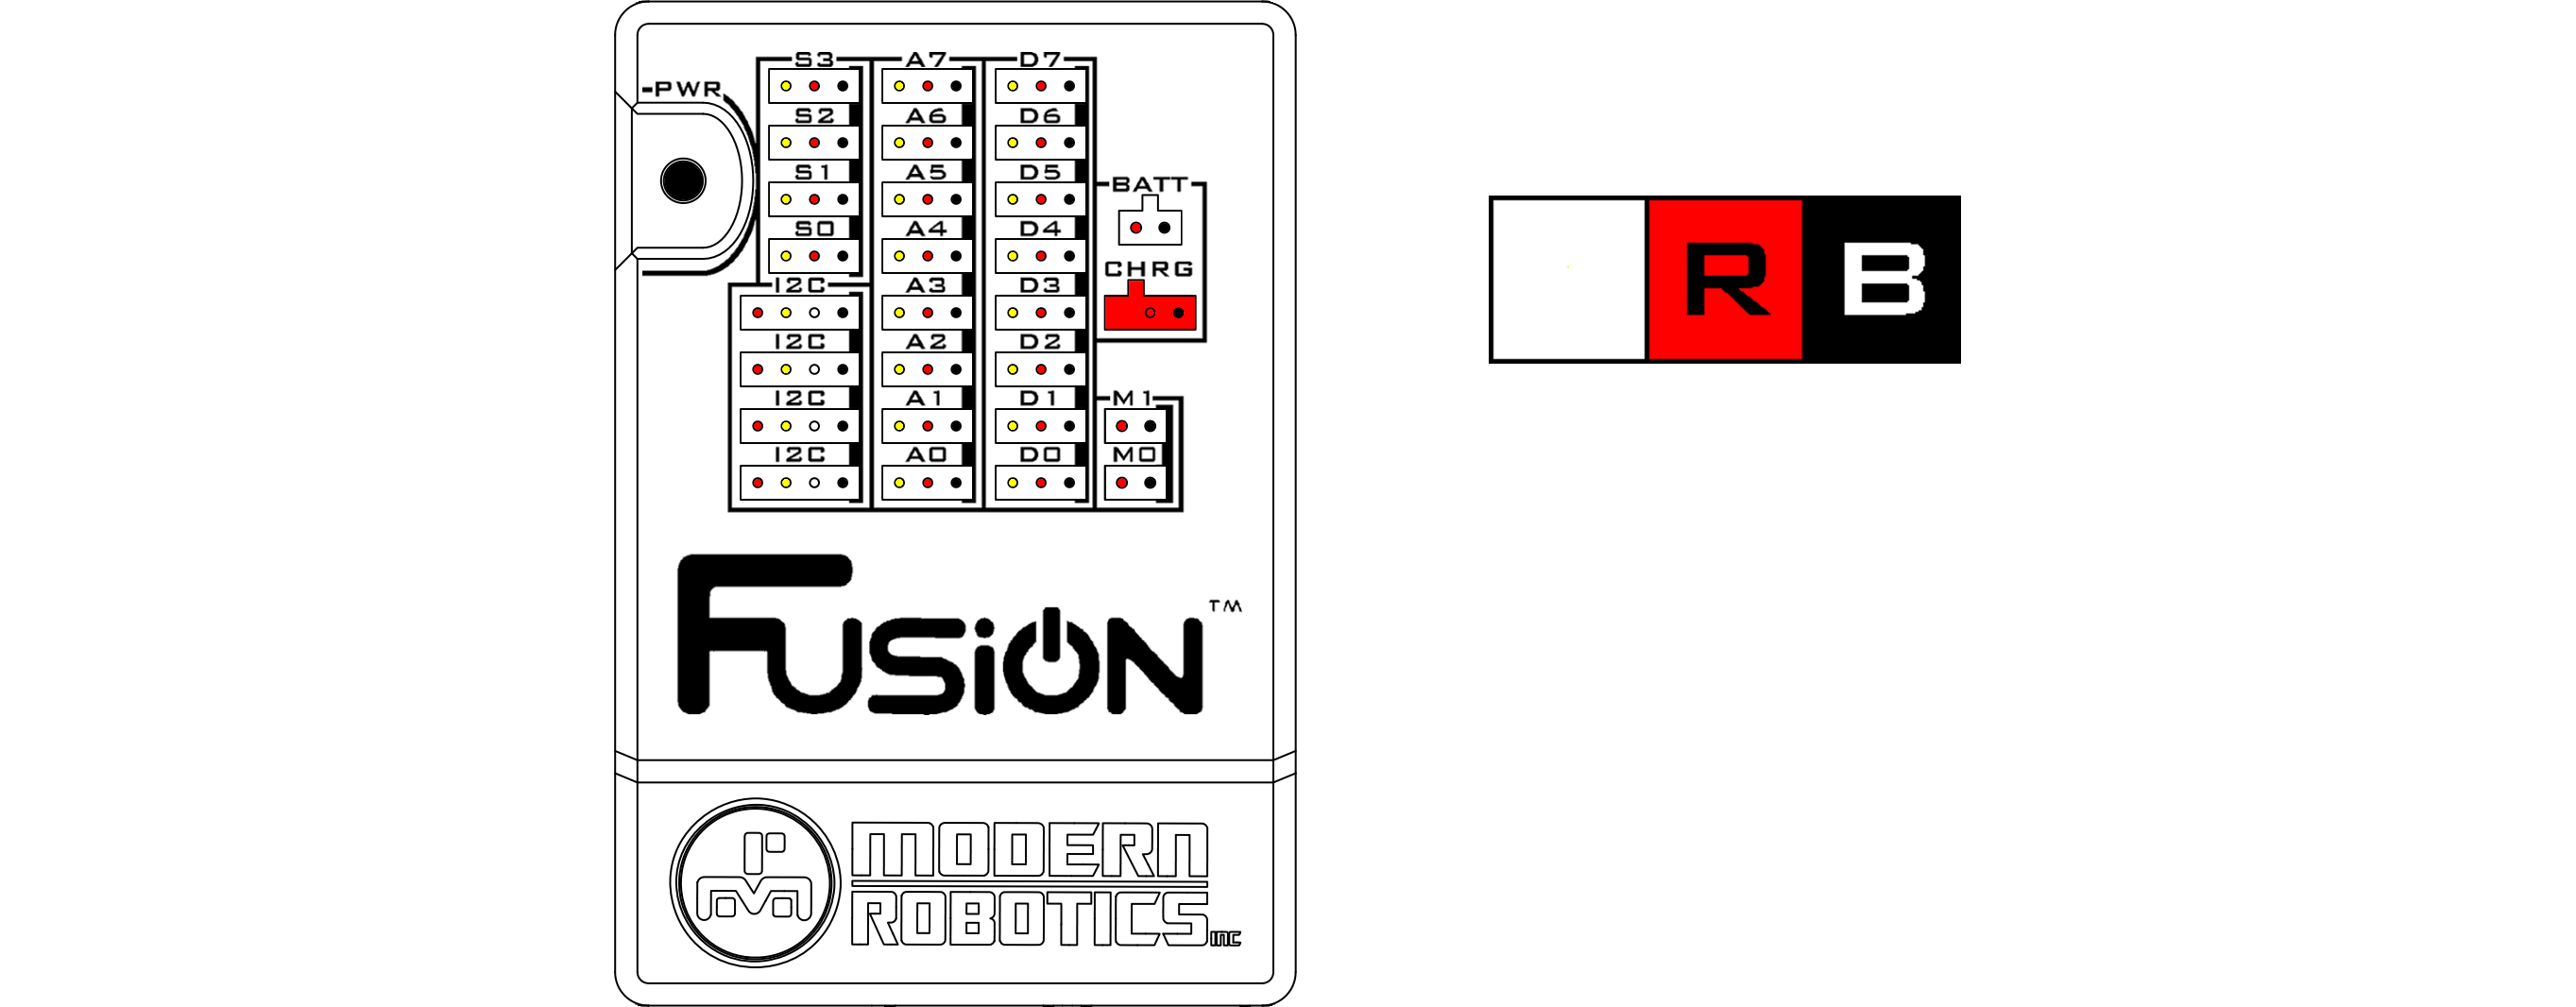 -PWR
S3 A7 D7
S2 A6 D6
S1 A5 D5
S0 A4 D4
I2C A3 D3
I2C A2 D2
I2C A1 D1
I2C A0 D0
BATT
CHRG
M1
M0
R B
FUSiON TM
MODERN
ROBOTICS INC